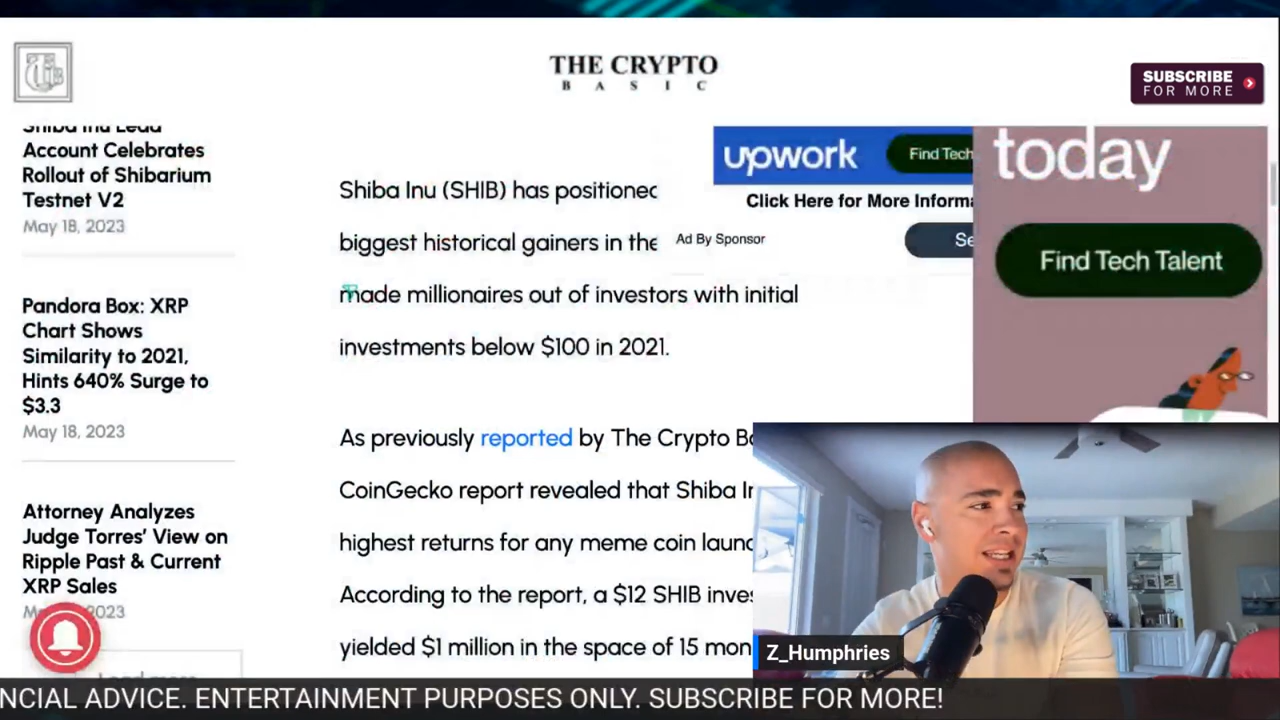 THE CRYPTO
BASIC
SUBSCRIBE
FOR MORE
Shiba Inu Lead
Account Celebrates
Rollout of Shibarium
Testnet V2
May 18, 2023
Pandora Box: XRP
Chart Shows
Similarity to 2021,
Hints 640% Surge to
$3.3
May 18, 2023
Attorney Analyzes
Judge Torres' View on
Ripple Past & Current
XRP Sales
2023
Load more
Shiba Inu (SHIB) has positioned
biggest historical gainers in the
made millionaires out of investors with initial
investments below $100 in 2021.
As previously reported by The Crypto Ba
CoinGecko report revealed that Shiba In
highest returns for any meme coin launc
According to the report, a $12 SHIB inves
yielded $1 million in the space of 15 mon
upwork
Find Tech
Click Here for More Informa
Ad By Sponsor
Se
today
Find Tech Talent
Z_Humphries
NCIAL ADVICE. ENTERTAINMENT PURPOSES ONLY. SUBSCRIBE FOR MORE!